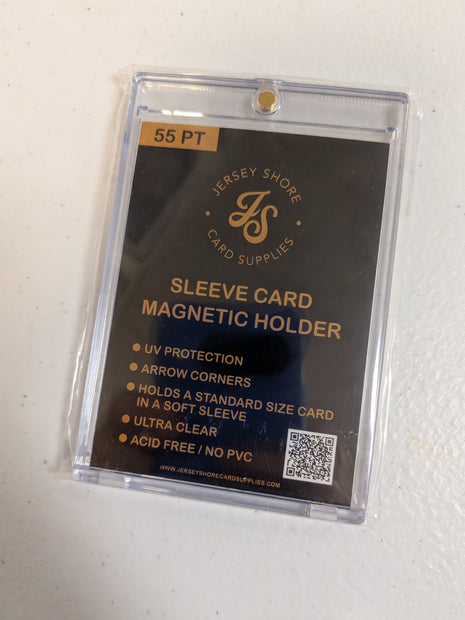 55 PT
JERSEY SHORE
JS
CARD SUPPLIES
SLEEVE CARD
MAGNETIC HOLDER
● UV PROTECTION
● ARROW CORNERS
● HOLDS A STANDARD SIZE CARD
IN A SOFT SLEEVE
● ULTRA CLEAR
● ACID FREE / NO PVC
WWW.JERSEYSHORECARDSUPPLIES.COM